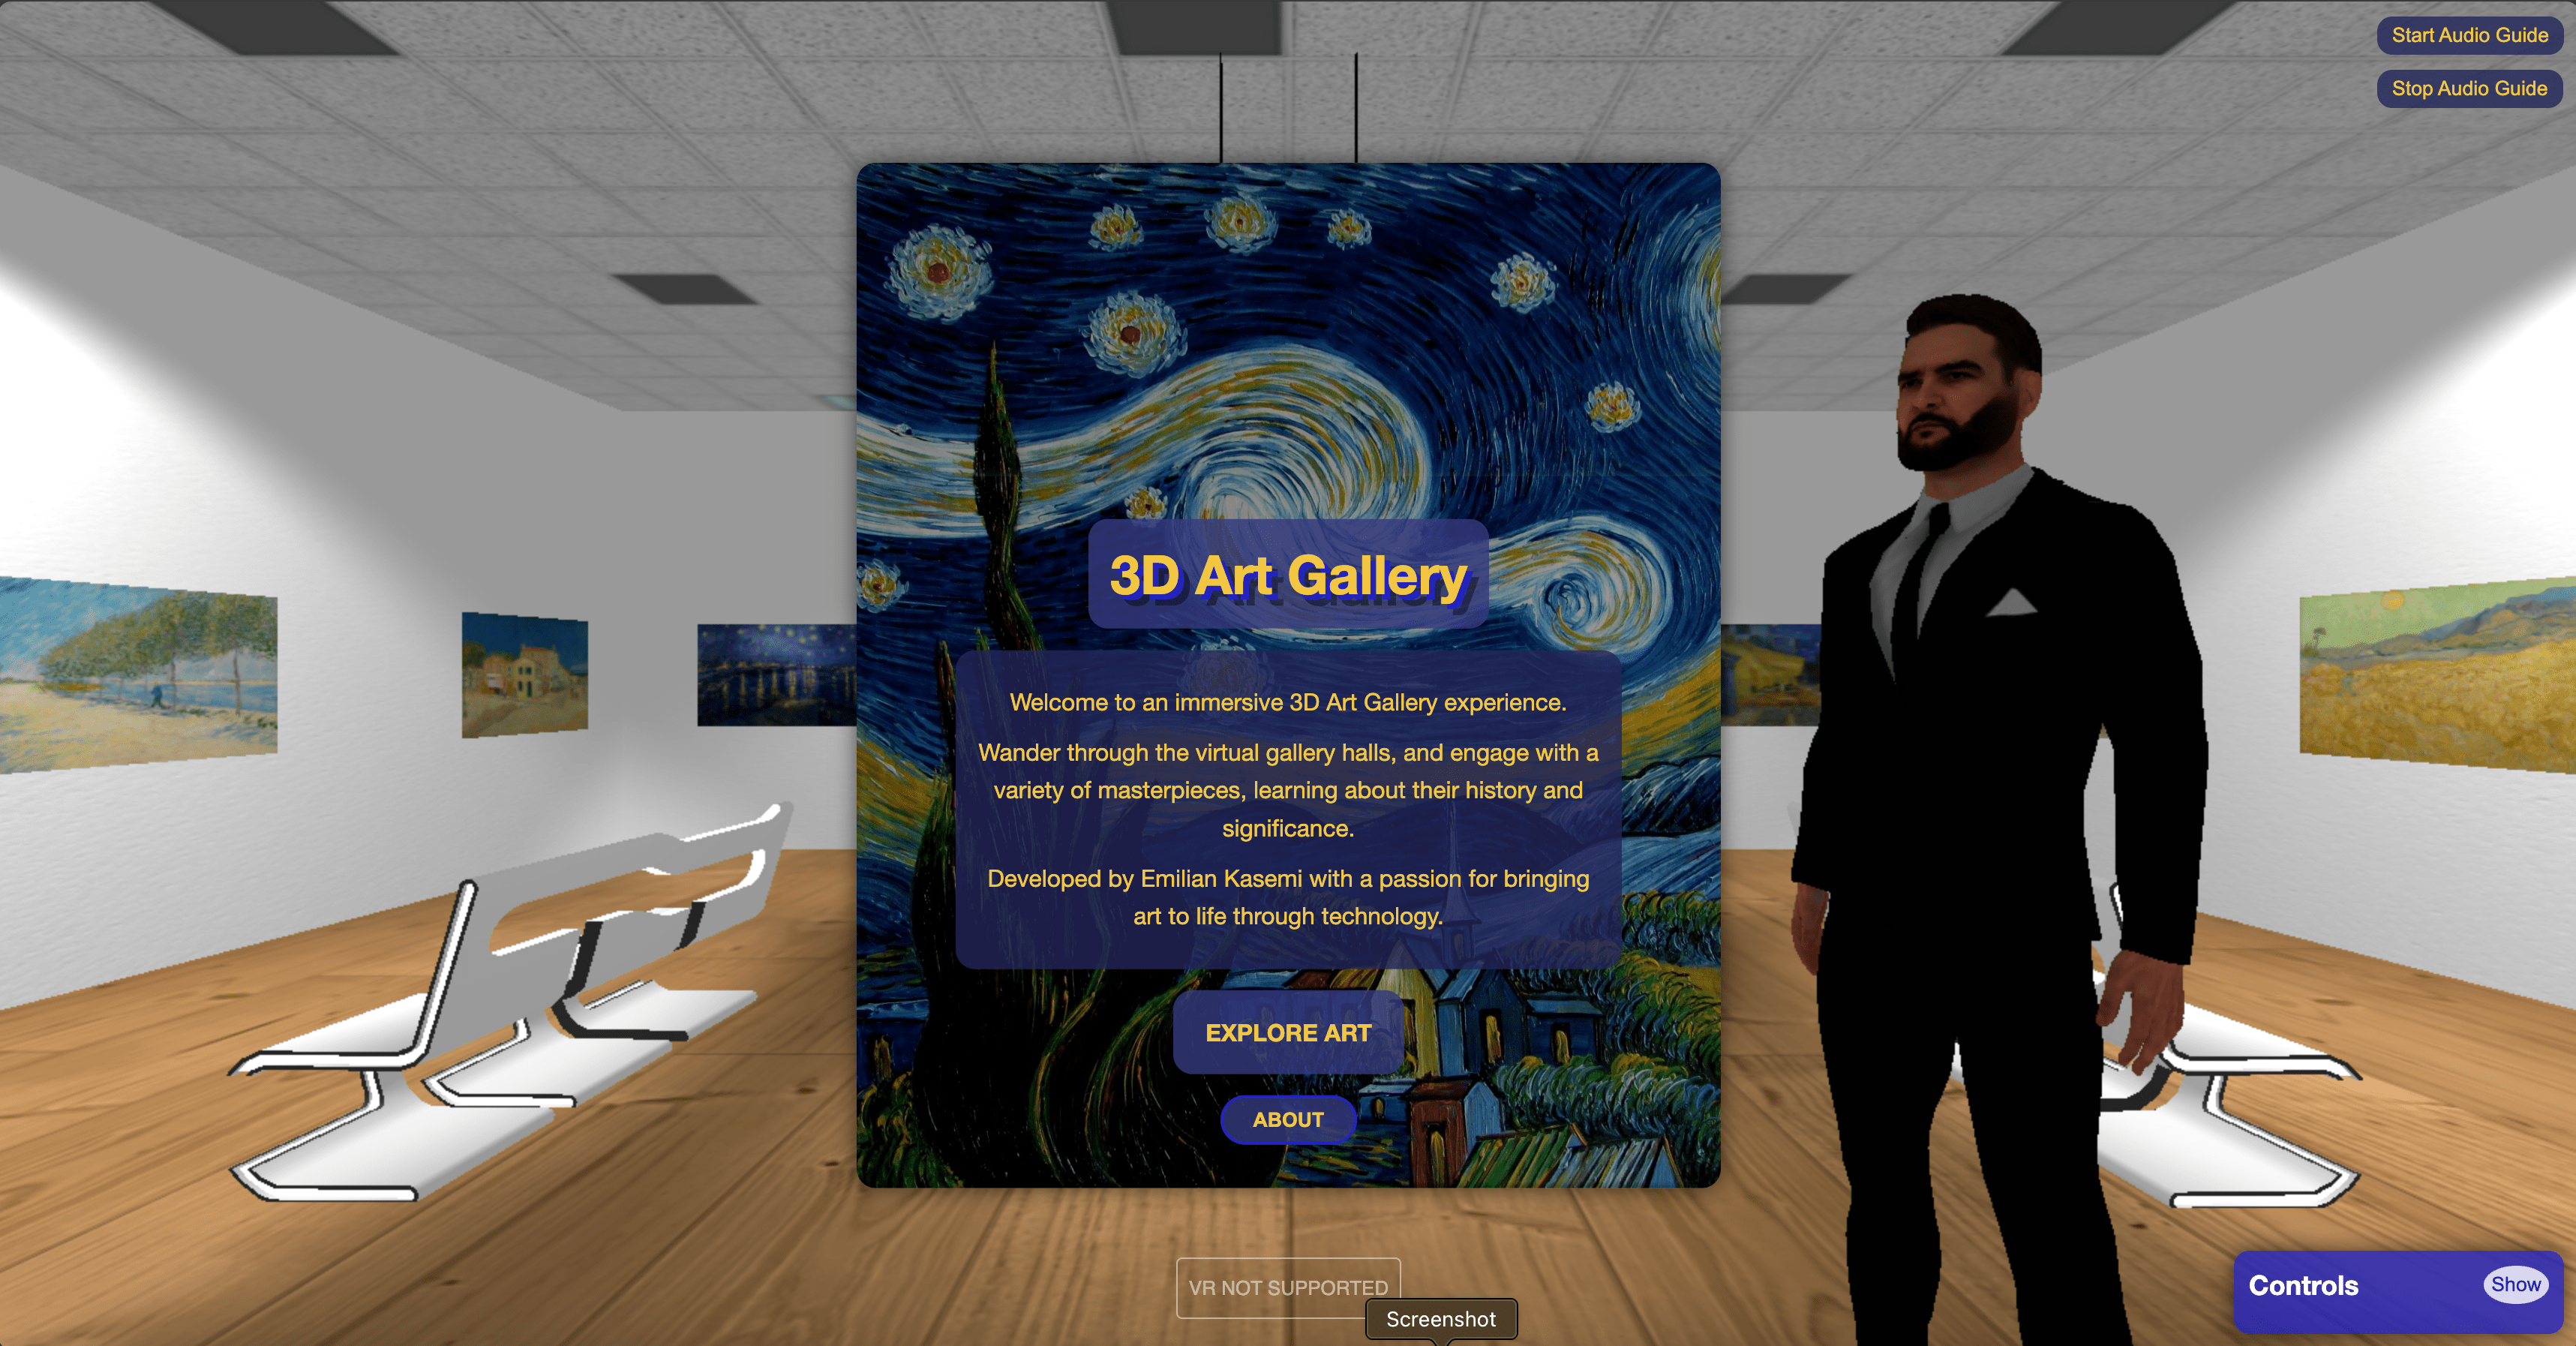 Start Audio Guide
Stop Audio Guide
3D Art Gallery
Welcome to an immersive 3D Art Gallery experience.
Wander through the virtual gallery halls, and engage with a
variety of masterpieces, learning about their history and
significance.
Developed by Emilian Kasemi with a passion for bringing
art to life through technology.
EXPLORE ART
ABOUT
VR NOT SUPPORTED
Screenshot
Controls
Show